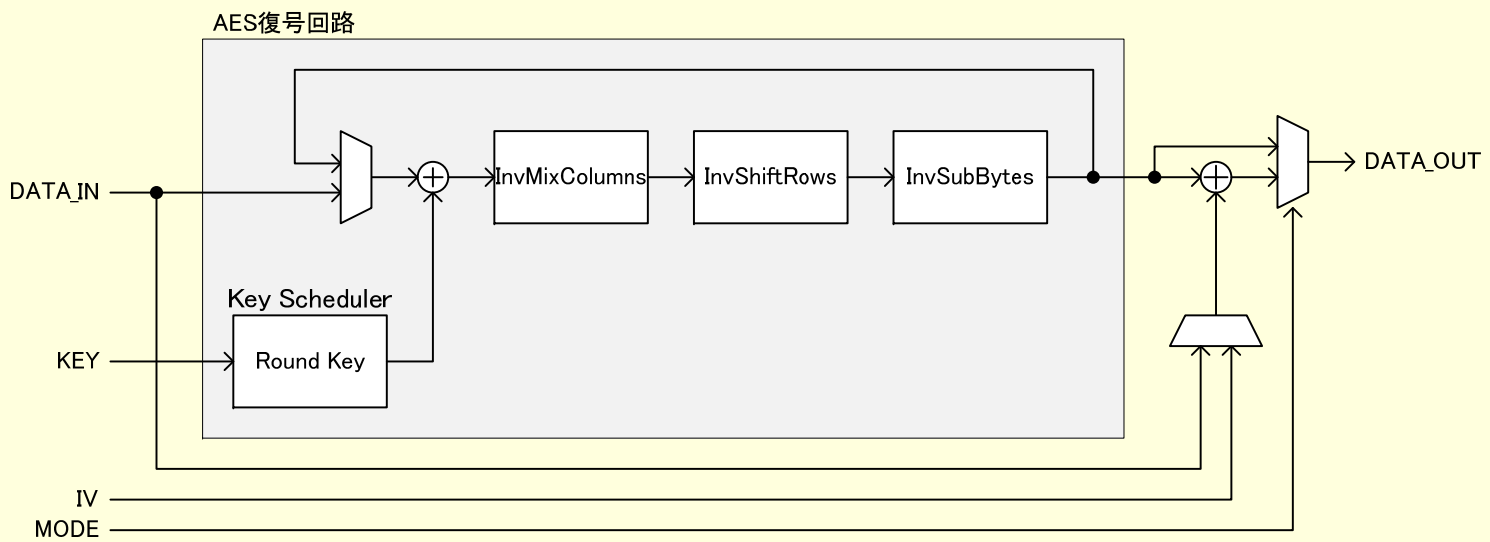 AES復号回路
InvMixColumns
InvShiftRows
InvSubBytes
DATA_IN
DATA_OUT
Key Scheduler
KEY
Round Key
IV
MODE